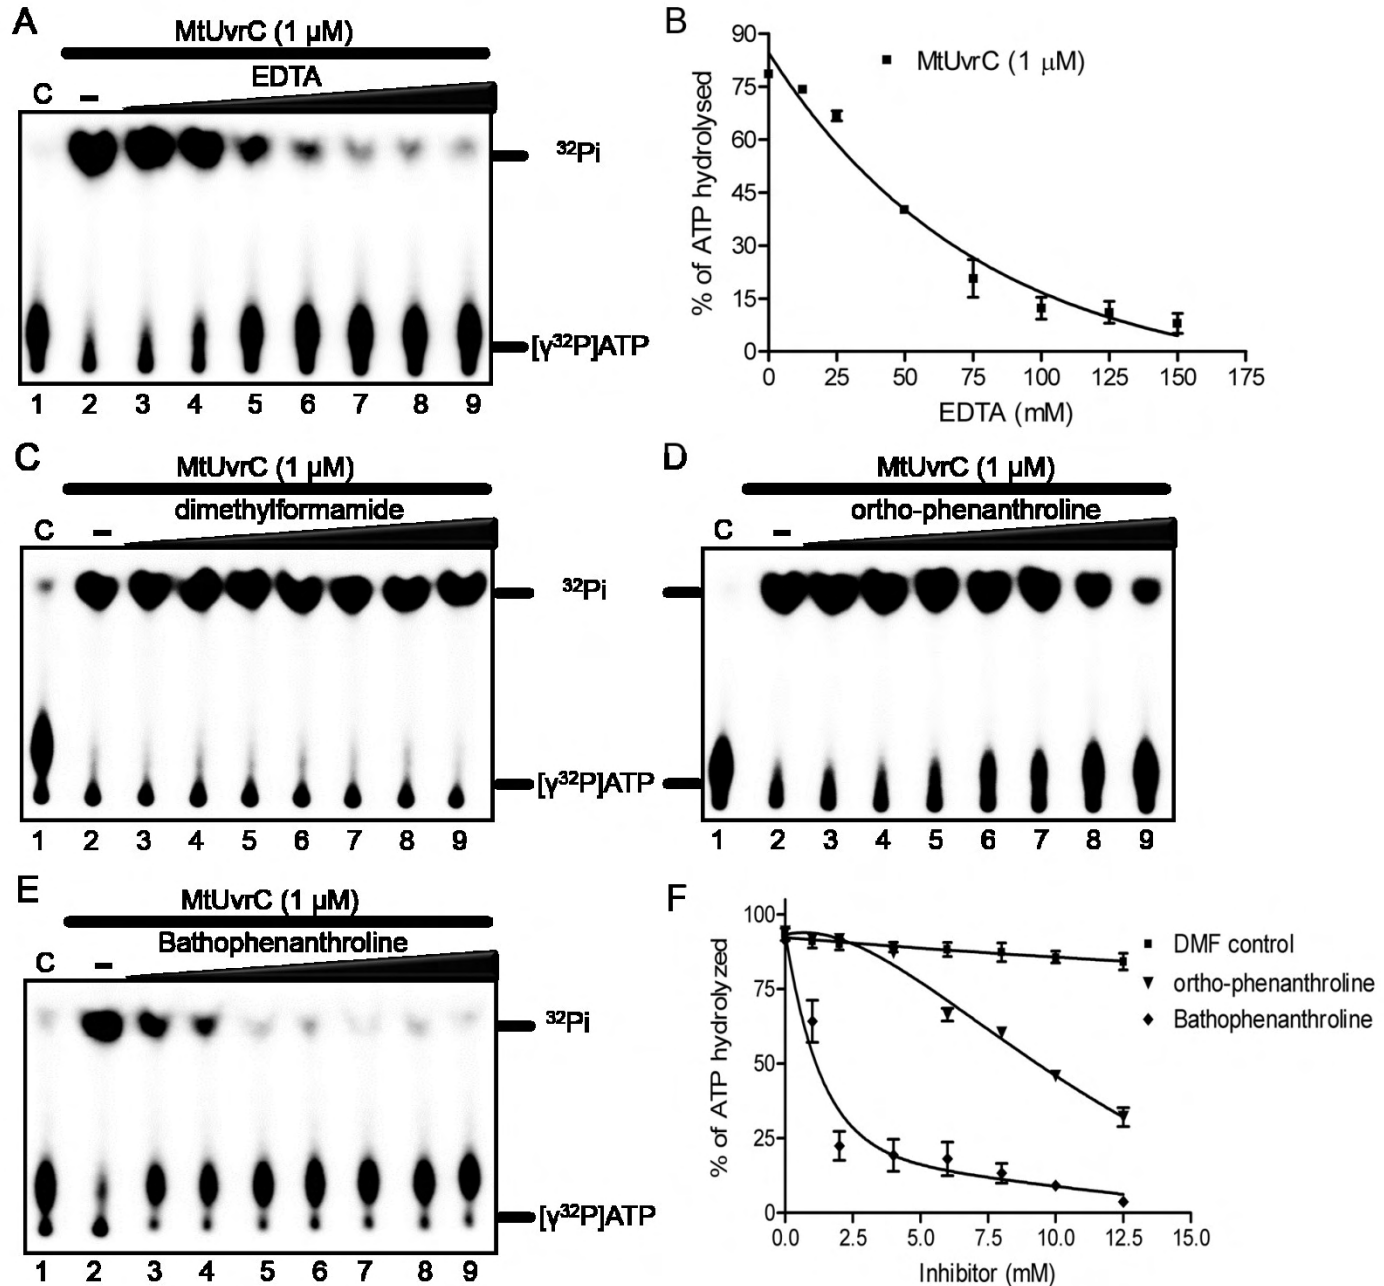 A
MtUvrC (1 µM)
EDTA
C –
³²Pi
[γ³²P]ATP
1 2 3 4 5 6 7 8 9
B
90
75
60
45
30
15
0
% of ATP hydrolysed
MtUvrC (1 µM)
0 25 50 75 100 125 150 175
EDTA (mM)
C
MtUvrC (1 µM)
dimethylformamide
C –
³²Pi
[γ³²P]ATP
1 2 3 4 5 6 7 8 9
D
MtUvrC (1 µM)
ortho-phenanthroline
C –
1 2 3 4 5 6 7 8 9
E
MtUvrC (1 µM)
Bathophenanthroline
C –
³²Pi
[γ³²P]ATP
1 2 3 4 5 6 7 8 9
F
100
75
50
25
0
% of ATP hydrolyzed
DMF control
ortho-phenanthroline
Bathophenanthroline
0.0 2.5 5.0 7.5 10.0 12.5 15.0
Inhibitor (mM)